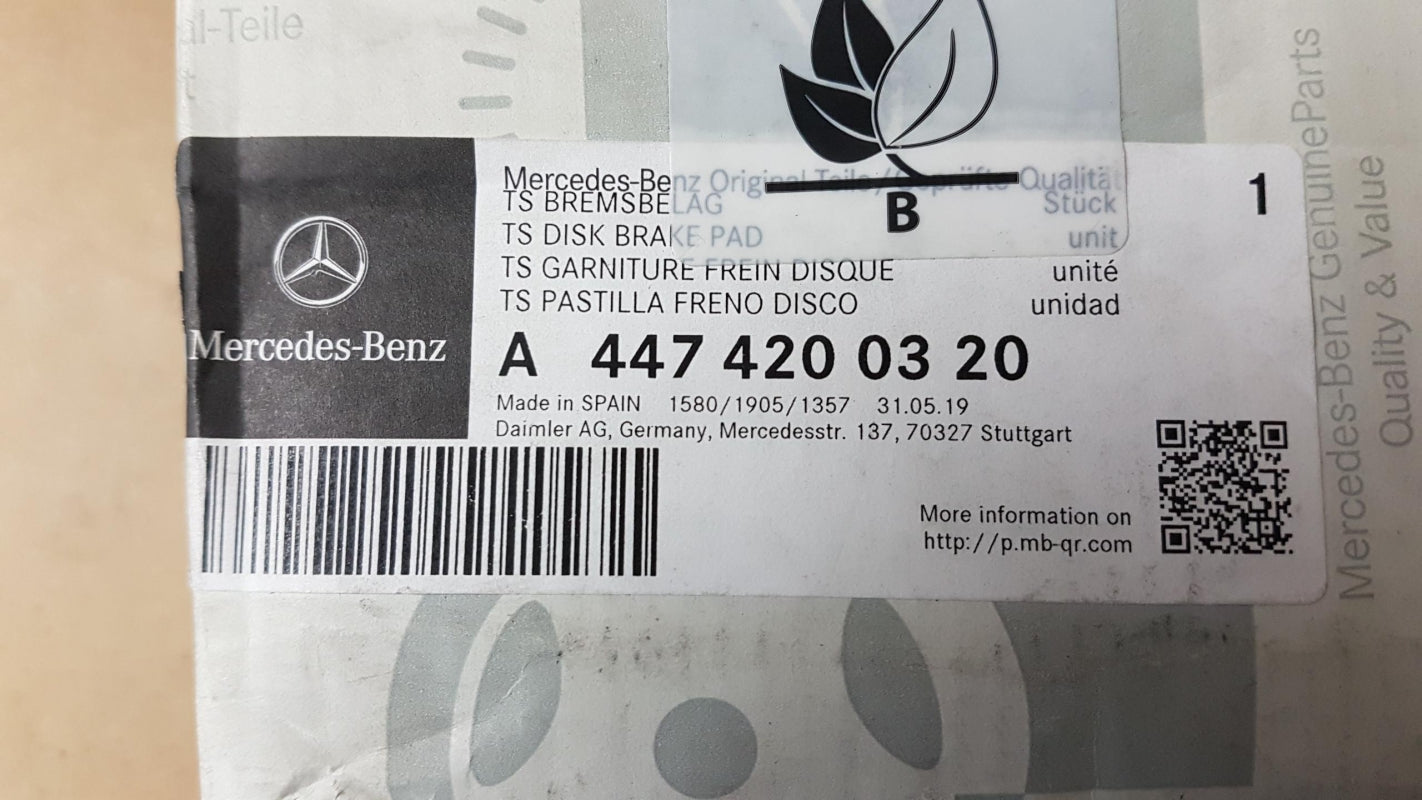 al-Teile
Mercedes-Benz Original Teile//Geprüfte Qualität
TS BREMSBELAG Stück
TS DISK BRAKE PAD unit
TS GARNITURE FREIN DISQUE unité
TS PASTILLA FRENO DISCO unidad
1
B
Mercedes-Benz
A 447 420 03 20
Made in SPAIN 1580/1905/1357 31.05.19
Daimler AG, Germany, Mercedesstr. 137, 70327 Stuttgart
More information on
http://p.mb-qr.com
Mercedes-Benz GenuineParts
Quality & Value